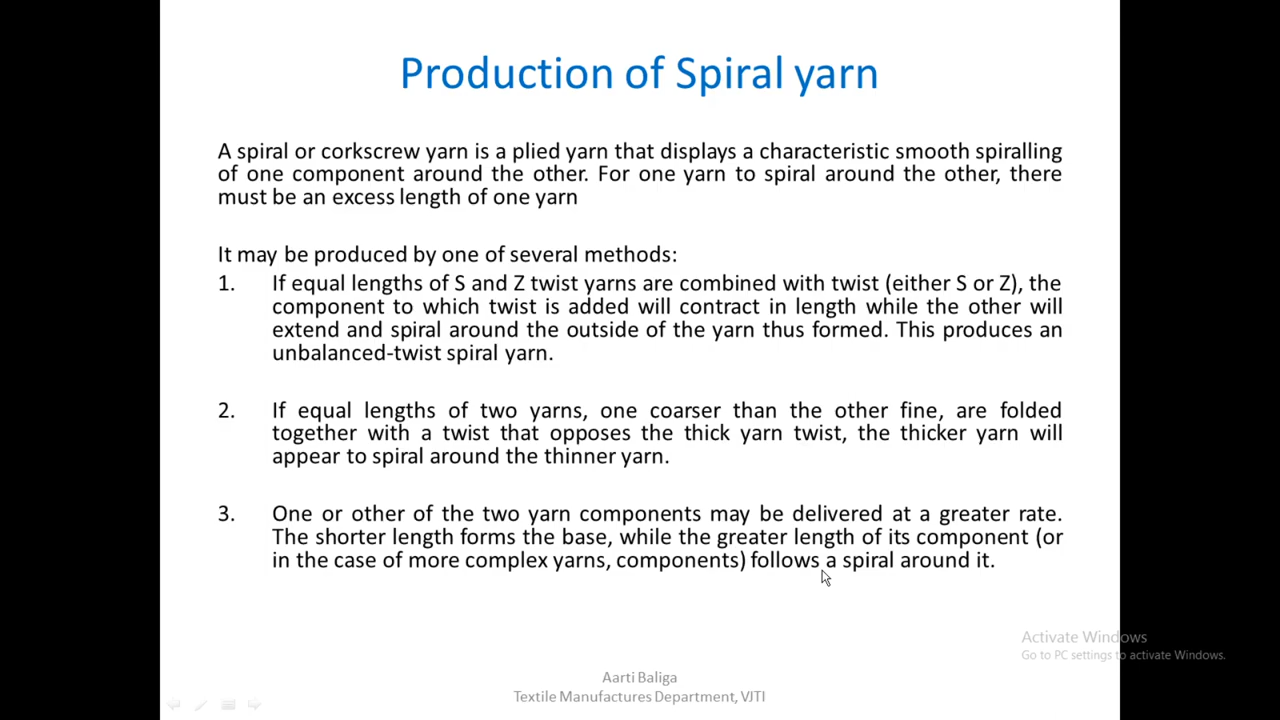 Production of Spiral yarn
A spiral or corkscrew yarn is a plied yarn that displays a characteristic smooth spiralling
of one component around the other. For one yarn to spiral around the other, there
must be an excess length of one yarn
It may be produced by one of several methods:
1. If equal lengths of S and Z twist yarns are combined with twist (either S or Z), the
component to which twist is added will contract in length while the other will
extend and spiral around the outside of the yarn thus formed. This produces an
unbalanced-twist spiral yarn.
2. If equal lengths of two yarns, one coarser than the other fine, are folded
together with a twist that opposes the thick yarn twist, the thicker yarn will
appear to spiral around the thinner yarn.
3. One or other of the two yarn components may be delivered at a greater rate.
The shorter length forms the base, while the greater length of its component (or
in the case of more complex yarns, components) follows a spiral around it.
Activate Windows
Go to PC settings to activate Windows.
Aarti Baliga
Textile Manufactures Department, VJTI